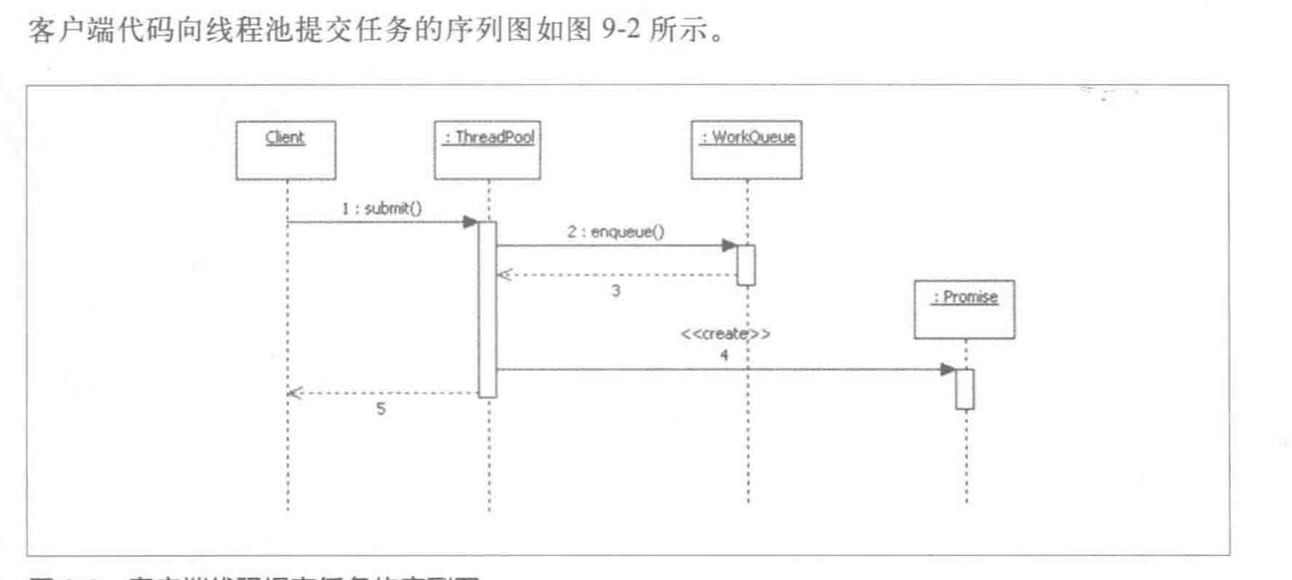 客户端代码向线程池提交任务的序列图如图 9-2 所示。
Client
: ThreadPool
: WorkQueue
1 : submit()
2 : enqueue()
3
: Promise
<<create>>
4
5